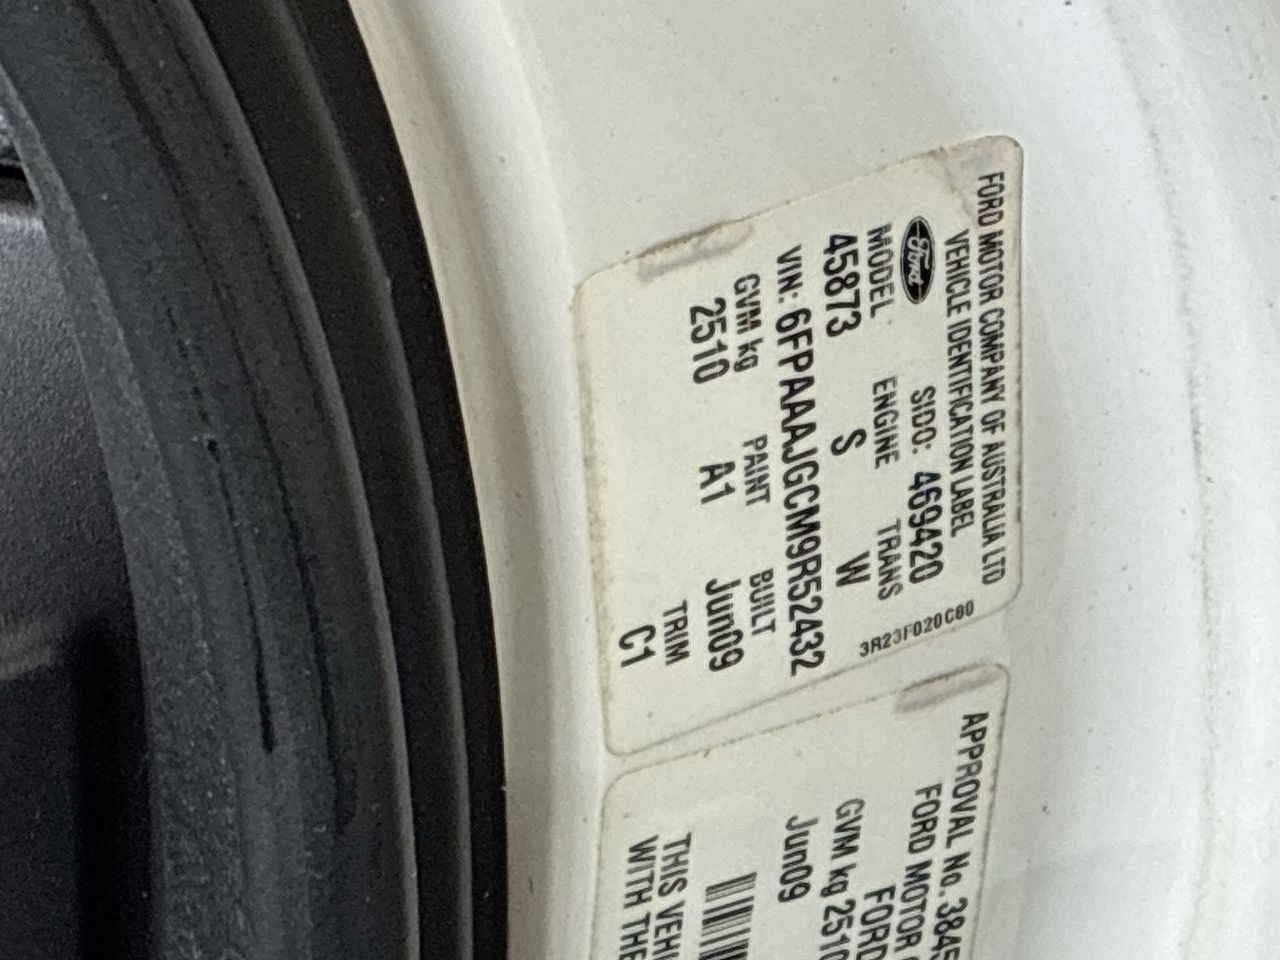 FORD MOTOR COMPANY OF AUSTRALIA LTD
VEHICLE IDENTIFICATION LABEL
Ford SIDO: 469420
MODEL ENGINE TRANS
45873 S W
VIN: 6FPAAAJGCM9R52432
GVM kg PAINT BUILT
2510 A1 Jun09
TRIM
C1
3R23F020C80
APPROVAL No. 3845
FORD MOTOR
FORD
GVM kg 2510
Jun09
THIS VEHI
WITH THE